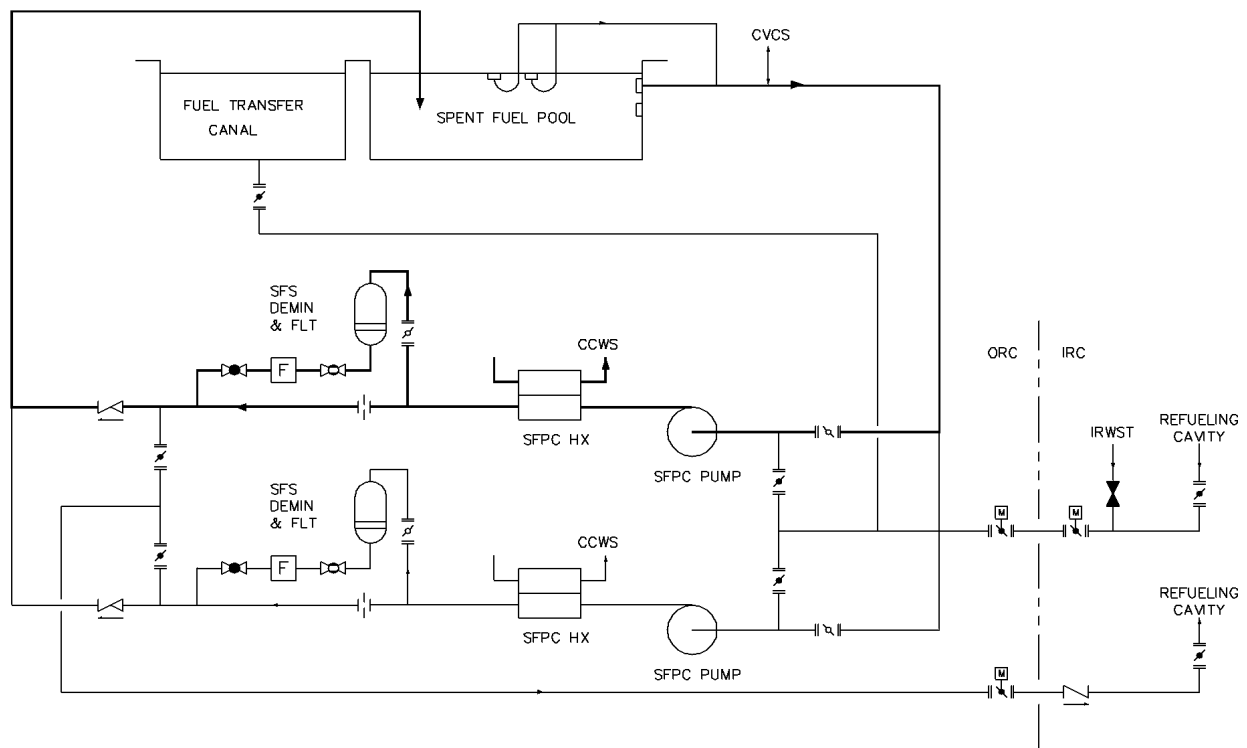 CVCS
FUEL TRANSFER
CANAL
SPENT FUEL POOL
SFS
DEMIN
& FLT
F
CCWS
SFPC HX
SFPC PUMP
ORC
IRC
IRWST
REFUELING
CAVITY
SFS
DEMIN
& FLT
F
CCWS
SFPC HX
SFPC PUMP
M
M
REFUELING
CAVITY
M